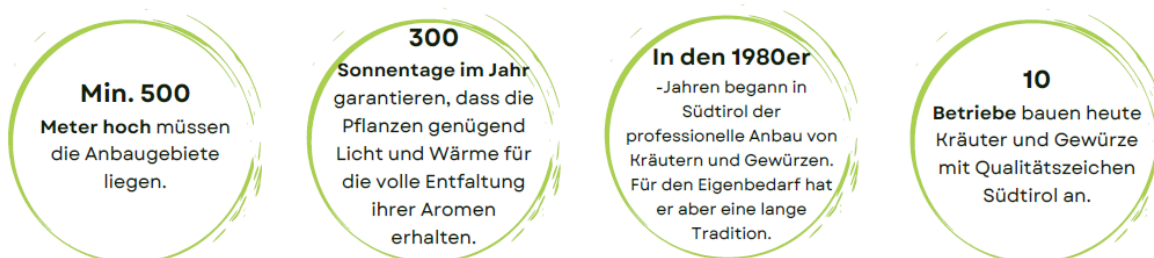 Min. 500
Meter hoch müssen
die Anbaugebiete
liegen.
300
Sonnentage im Jahr
garantieren, dass die
Pflanzen genügend
Licht und Wärme für
die volle Entfaltung
ihrer Aromen
erhalten.
In den 1980er
-Jahren begann in
Südtirol der
professionelle Anbau von
Kräutern und Gewürzen.
Für den Eigenbedarf hat
er aber eine lange
Tradition.
10
Betriebe bauen heute
Kräuter und Gewürze
mit Qualitätszeichen
Südtirol an.